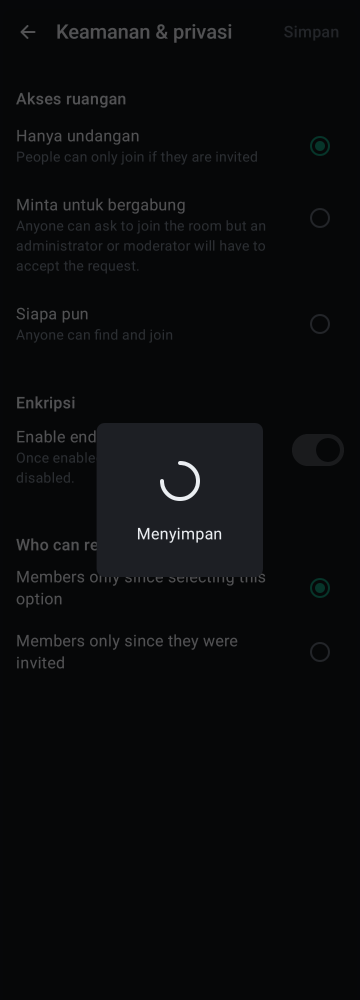 Keamanan & privasi
Simpan
Akses ruangan
Hanya undangan
People can only join if they are invited
Minta untuk bergabung
Anyone can ask to join the room but an
administrator or moderator will have to
accept the request.
Siapa pun
Anyone can find and join
Enkripsi
Enable end
Once enable
disabled.
Menyimpan
Who can re
Members only since selecting this
option
Members only since they were
invited